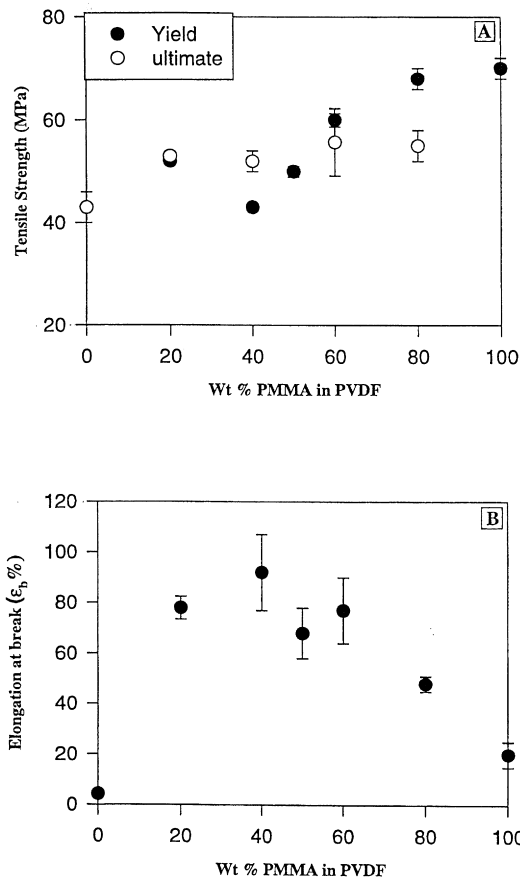 80
A
Yield
ultimate
60
40
20
Tensile Strength (MPa)
0 20 40 60 80 100
Wt % PMMA in PVDF
120
B
100
80
60
40
20
0
Elongation at break (εb%)
0 20 40 60 80 100
Wt % PMMA in PVDF